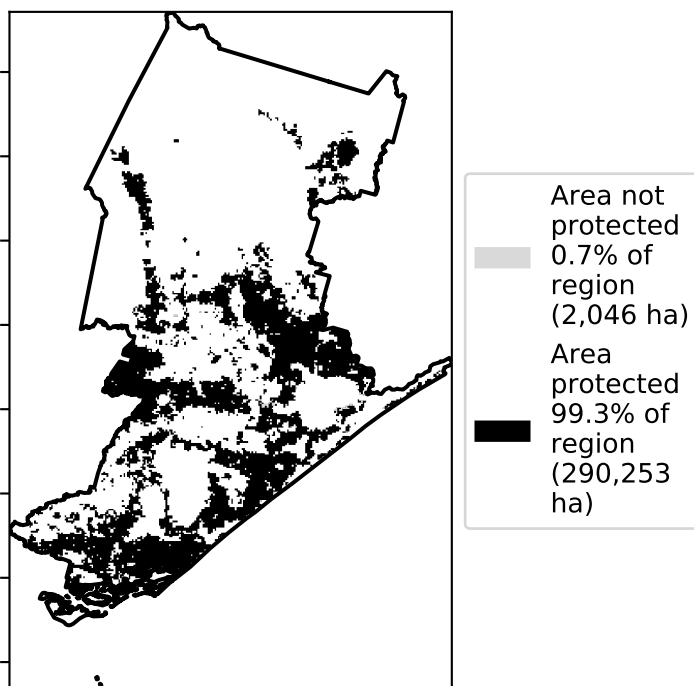 Area not
protected
0.7% of
region
(2,046 ha)
Area
protected
99.3% of
region
(290,253
ha)